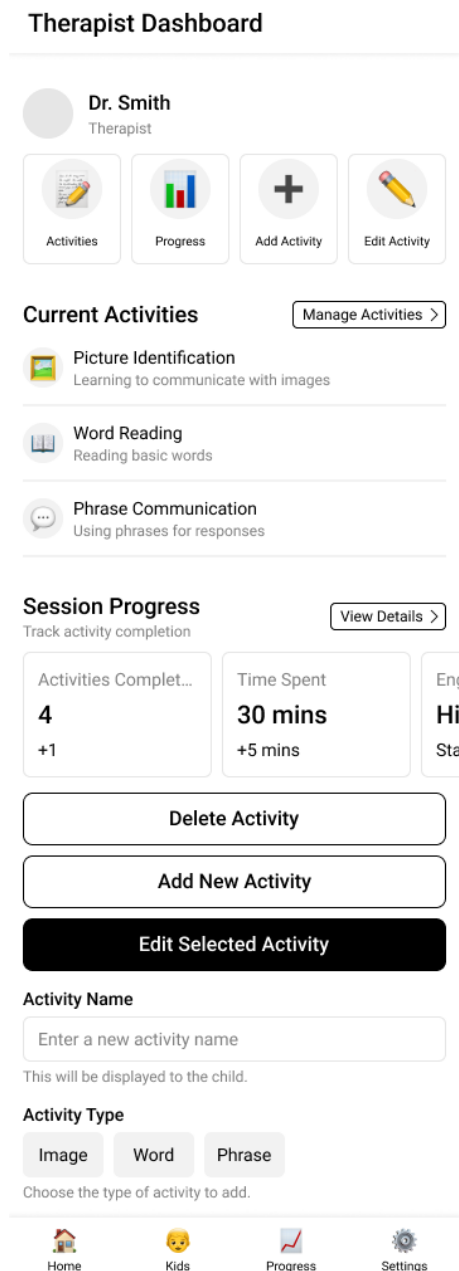 Therapist Dashboard
Dr. Smith
Therapist
Activities
Progress
Add Activity
Edit Activity
Current Activities
Manage Activities
Picture Identification
Learning to communicate with images
Word Reading
Reading basic words
Phrase Communication
Using phrases for responses
Session Progress
View Details
Track activity completion
Activities Complet...
Time Spent
Eng
4
30 mins
Hi
+1
+5 mins
Sta
Delete Activity
Add New Activity
Edit Selected Activity
Activity Name
Enter a new activity name
This will be displayed to the child.
Activity Type
Image
Word
Phrase
Choose the type of activity to add.
Home
Kids
Progress
Settings